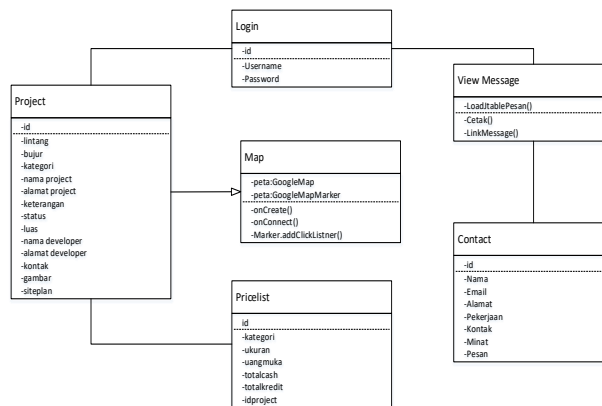 Login
-id
-Username
-Password
Project
-id
-lintang
-bujur
-kategori
-nama project
-alamat project
-keterangan
-status
-luas
-nama developer
-alamat developer
-kontak
-gambar
-siteplan
Map
-peta:GoogleMap
-peta:GoogleMapMarker
-onCreate()
-onConnect()
-Marker.addClickListner()
Pricelist
id
-kategori
-ukuran
-uangmuka
-totalcash
-totalkredit
-idproject
View Message
-LoadJtablePesan()
-Cetak()
-LinkMessage()
Contact
-id
-Nama
-Email
-Alamat
-Pekerjaan
-Kontak
-Minat
-Pesan